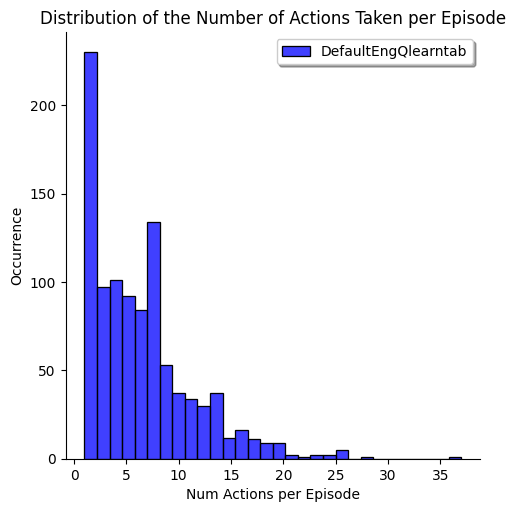 Distribution of the Number of Actions Taken per Episode
DefaultEngQlearntab
200
150
100
50
0
Occurrence
0 5 10 15 20 25 30 35
Num Actions per Episode